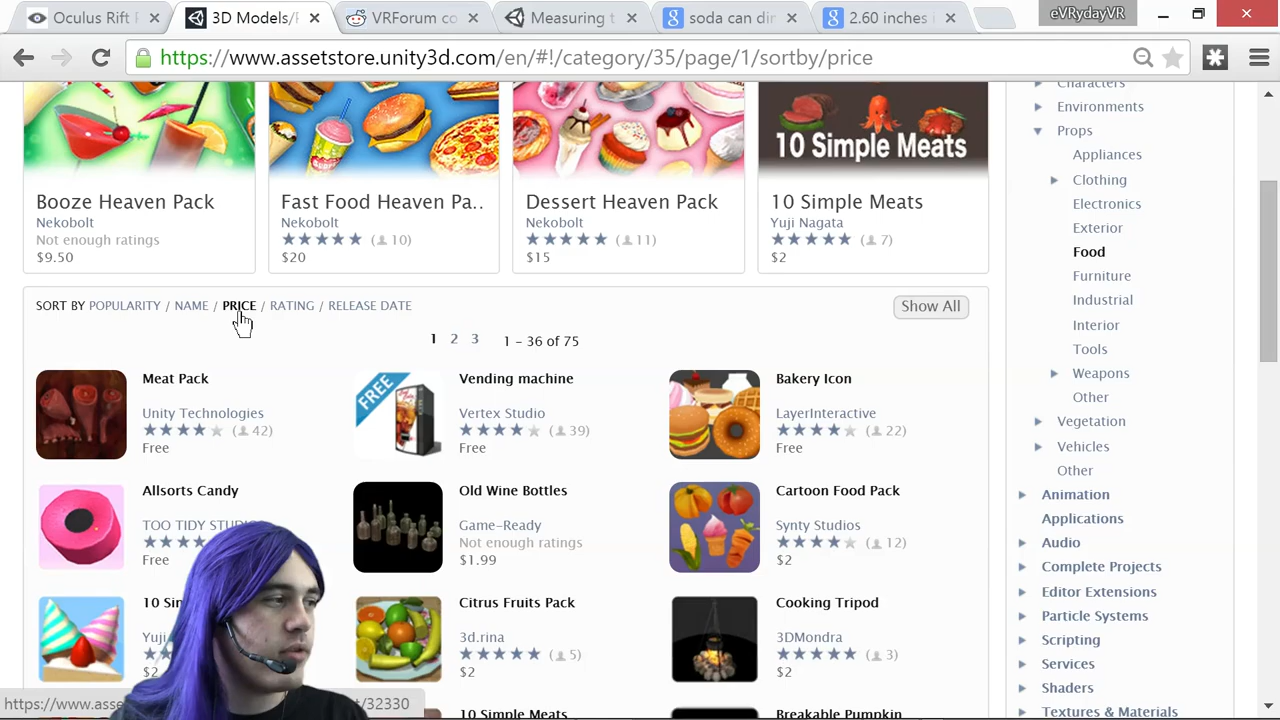 Oculus Rift F
3D Models/F
VRForum co
Measuring t
soda can di
2.60 inches
eVRydayVR
https://www.assetstore.unity3d.com/en/#!/category/35/page/1/sortby/price
10 Simple Meats
Booze Heaven Pack
Nekobolt
Not enough ratings
$9.50
Fast Food Heaven Pa..
Nekobolt
(10)
$20
Dessert Heaven Pack
Nekobolt
(11)
$15
10 Simple Meats
Yuji Nagata
(7)
$2
SORT BY POPULARITY / NAME / PRICE / RATING / RELEASE DATE
Show All
1 2 3 1 – 36 of 75
Meat Pack
Unity Technologies
(42)
Free
FREE
Vending machine
Vertex Studio
(39)
Free
Bakery Icon
LayerInteractive
(22)
Free
Allsorts Candy
TOO TIDY STUDI
Free
Old Wine Bottles
Game-Ready
Not enough ratings
$1.99
Cartoon Food Pack
Synty Studios
(12)
$2
10 Sim
Yuji
$2
Citrus Fruits Pack
3d.rina
(5)
$2
Cooking Tripod
3DMondra
(3)
$2
10 Simple Meats
Breakable Pumpkin
Characters
Environments
Props
Appliances
Clothing
Electronics
Exterior
Food
Furniture
Industrial
Interior
Tools
Weapons
Other
Vegetation
Vehicles
Other
Animation
Applications
Audio
Complete Projects
Editor Extensions
Particle Systems
Scripting
Services
Shaders
Textures & Materials
https://www.asse
nt/32330